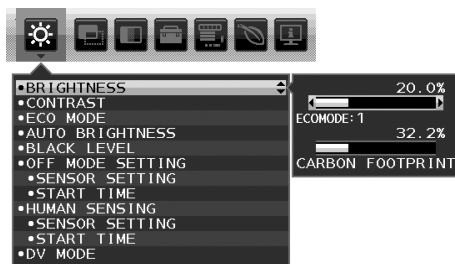 •BRIGHTNESS
•CONTRAST
•ECO MODE
•AUTO BRIGHTNESS
•BLACK LEVEL
•OFF MODE SETTING
•SENSOR SETTING
•START TIME
•HUMAN SENSING
•SENSOR SETTING
•START TIME
•DV MODE
20.0%
ECOMODE:1
32.2%
CARBON FOOTPRINT